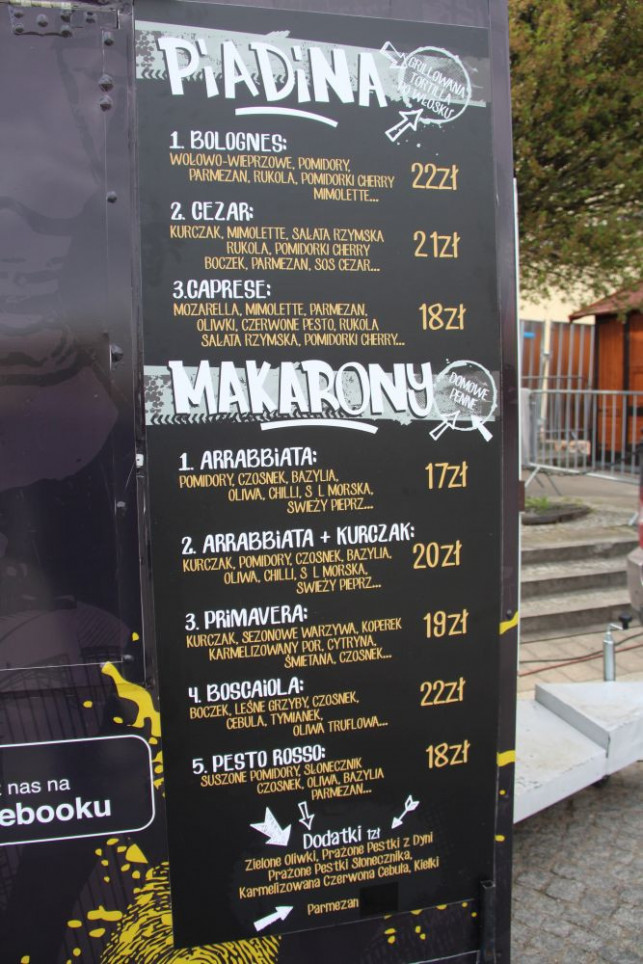 PiADiNA
GRILLOWANA
TORTILLA
PO WŁOSKU
1. BOLOGNES:
WOŁOWO-WIEPRZOWE, POMIDORY,
PARMEZAN, RUKOLA, POMIDORKI CHERRY
MIMOLETTE...
22zł
2. CEZAR:
KURCZAK, MIMOLETTE, SAŁATA RZYMSKA
RUKOLA, POMIDORKI CHERRY
BOCZEK, PARMEZAN, SOS CEZAR...
21zł
3.CAPRESE:
MOZARELLA, MIMOLETTE, PARMEZAN,
OLIWKI, CZERWONE PESTO, RUKOLA
SAŁATA RZYMSKA, POMIDORKI CHERRY...
18zł
MAKARONY
DOMOWE
PENNE
1. ARRABBiATA:
POMIDORY, CZOSNEK, BAZYLIA,
OLIWA, CHILLI, S L MORSKA,
SWIEŻY PIEPRZ...
17zł
2. ARRABBiATA + KURCZAK:
KURCZAK, POMIDORY, CZOSNEK, BAZYLIA,
OLIWA, CHILLI, S L MORSKA,
SWIEŻY PIEPRZ...
20zł
3. PRiMAVERA:
KURCZAK, SEZONOWE WARZYWA, KOPEREK
KARMELIZOWANY POR, CYTRYNA,
ŚMIETANA, CZOSNEK...
19zł
4. BOSCAiOLA:
BOCZEK, LEŚNE GRZYBY, CZOSNEK,
CEBULA, TYMIANEK,
OLIWA TRUFLOWA...
22zł
5. PESTO ROSSO:
SUSZONE POMIDORY, SŁONECZNIK
CZOSNEK, OLIWA, BAZYLIA
PARMEZAN...
18zł
Dodatki 1zł
Zielone Oliwki, Prażone Pestki z Dyni
Prażone Pestki Słonecznika,
Karmelizowana Czerwona Cebula, Kiełki
Parmezan
nas na
ebooku